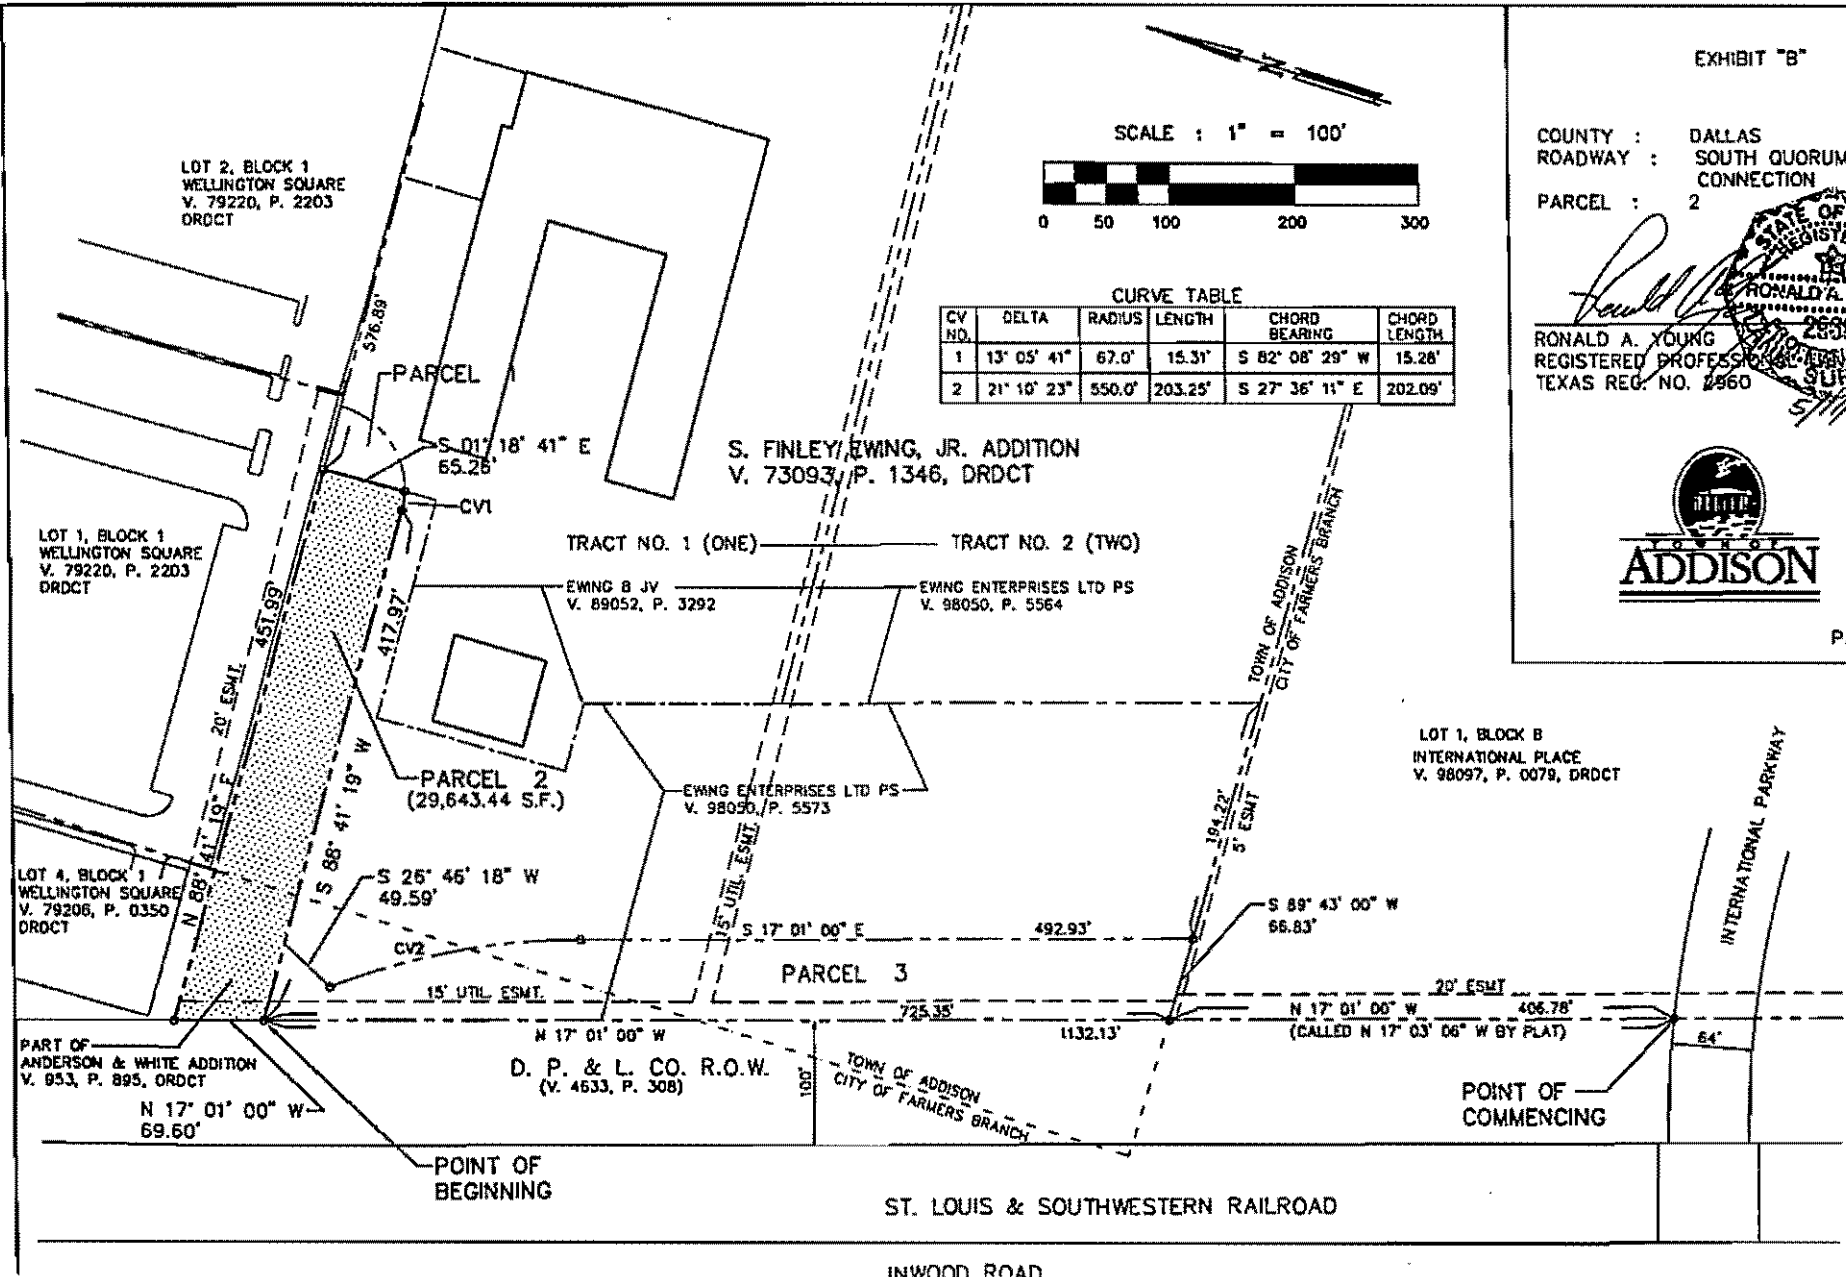 EXHIBIT "B"
COUNTY : DALLAS
ROADWAY : SOUTH QUORUM
CONNECTION
PARCEL : 2
STATE OF
REGIST
RONALD A.
RONALD A. YOUNG
REGISTERED PROFESSIONAL
TEXAS REG. NO. 2960
TOWN OF
ADDISON
P.
N
SCALE : 1" = 100'
0 50 100 200 300
CURVE TABLE
CV NO. DELTA RADIUS LENGTH CHORD BEARING CHORD LENGTH
1 13° 05' 41" 67.0' 15.31' S 82° 08' 29" W 15.28'
2 21° 10' 23" 550.0' 203.25' S 27° 36' 11" E 202.09'
LOT 2, BLOCK 1
WELLINGTON SQUARE
V. 79220, P. 2203
DRDCT
576.89'
PARCEL 1
S 01° 18' 41" E
65.26'
CV1
S. FINLEY EWING, JR. ADDITION
V. 73093, P. 1346, DRDCT
LOT 1, BLOCK 1
WELLINGTON SQUARE
V. 79220, P. 2203
DRDCT
TRACT NO. 1 (ONE)
TRACT NO. 2 (TWO)
EWING 8 JV
V. 89052, P. 3292
EWING ENTERPRISES LTD PS
V. 98050, P. 5564
TOWN OF ADDISON
CITY OF FARMERS BRANCH
451.99'
417.97'
20' ESMT.
N 88° 41' 19" E
S 88° 41' 19" W
PARCEL 2
(29,643.44 S.F.)
EWING ENTERPRISES LTD PS
V. 98050, P. 5573
LOT 1, BLOCK B
INTERNATIONAL PLACE
V. 98097, P. 0079, DRDCT
INTERNATIONAL PARKWAY
194.22'
5' ESMT
15' UTIL. ESMT.
LOT 4, BLOCK 1
WELLINGTON SQUARE
V. 79206, P. 0350
DRDCT
S 26° 46' 18" W
49.59'
CV2
S 17° 01' 00" E
492.93'
S 89° 43' 00" W
66.83'
PARCEL 3
15' UTIL. ESMT.
725.35'
20' ESMT
N 17° 01' 00" W
406.78'
(CALLED N 17° 03' 06" W BY PLAT)
64'
N 17° 01' 00" W
1132.13'
PART OF
ANDERSON & WHITE ADDITION
V. 953, P. 895, DRDCT
D. P. & L. CO. R.O.W.
(V. 4633, P. 308)
100'
TOWN OF ADDISON
CITY OF FARMERS BRANCH
N 17° 01' 00" W
69.60'
POINT OF
COMMENCING
POINT OF
BEGINNING
ST. LOUIS & SOUTHWESTERN RAILROAD
INWOOD ROAD